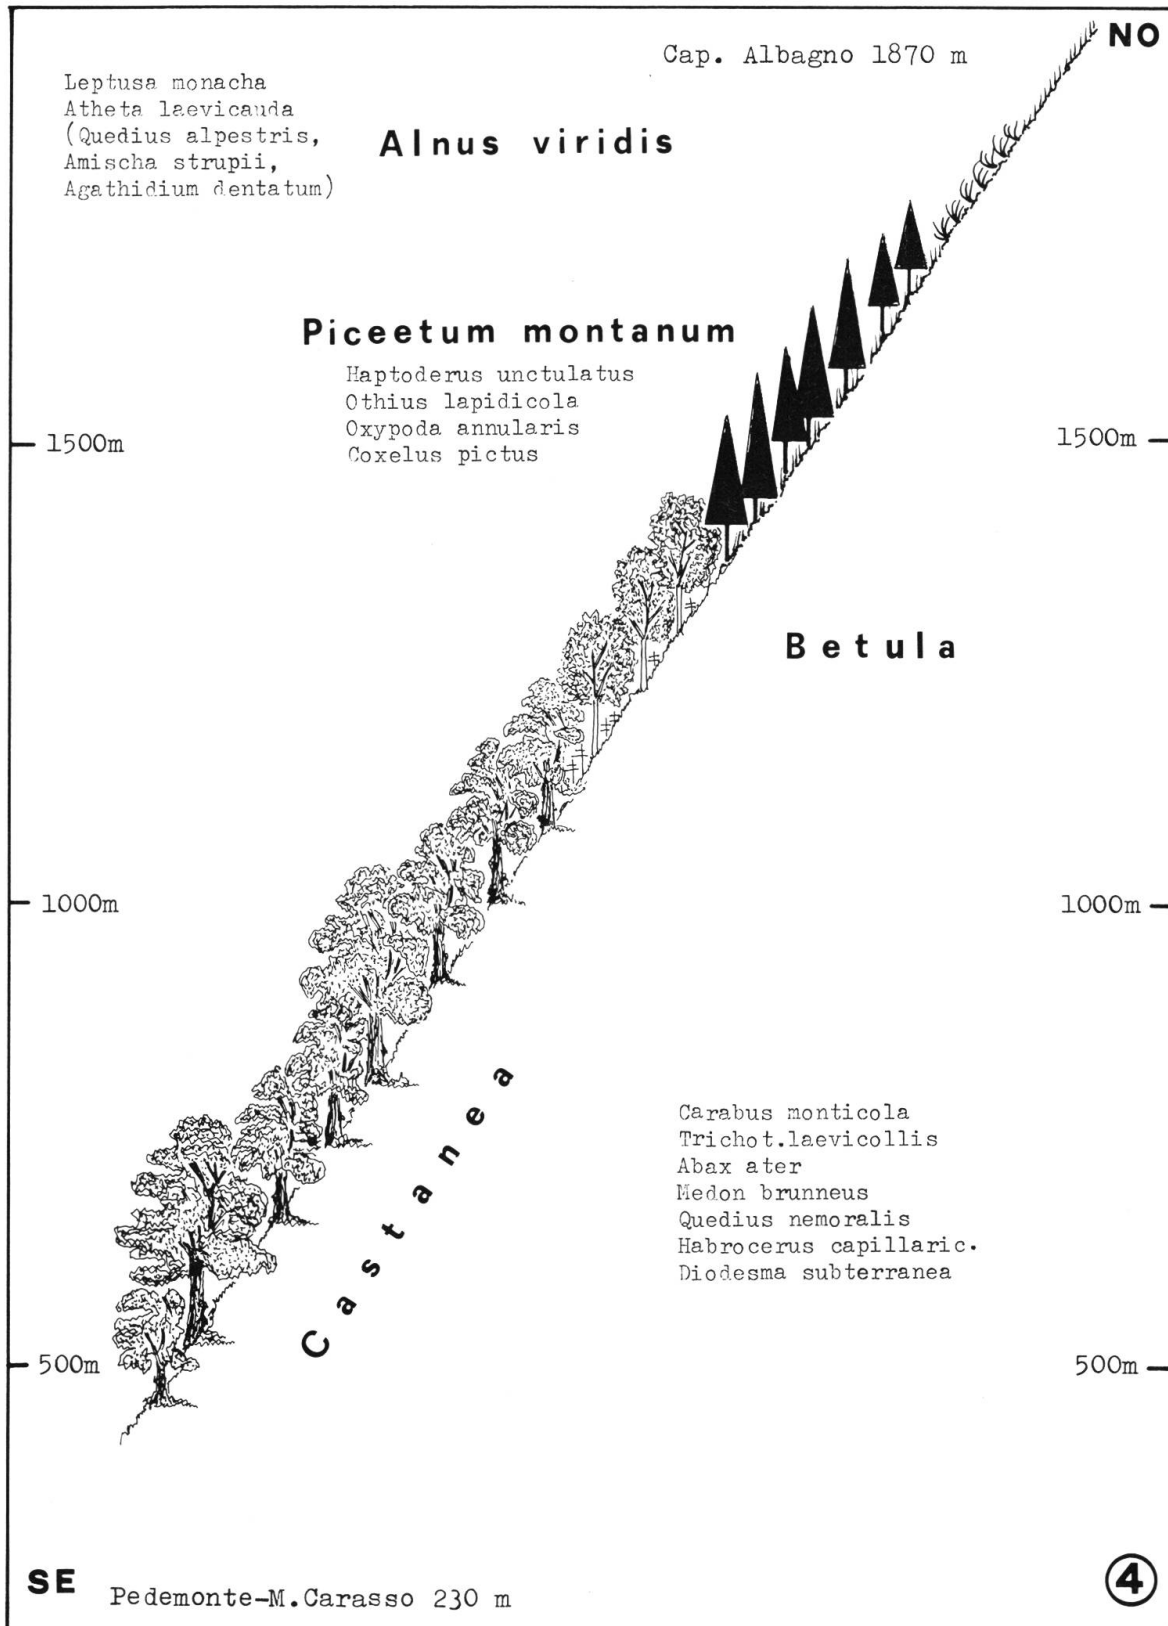 NO
Cap. Albagno 1870 m
Leptusa monacha
Atheta laevicauda
(Quedius alpestris,
Amischa strupii,
Agathidium dentatum)
Alnus viridis
Piceetum montanum
Haptoderus unctulatus
Othius lapidicola
Oxypoda annularis
Coxelus pictus
1500m
1500m
Betula
1000m
1000m
Castanea
Carabus monticola
Trichot.laevicollis
Abax ater
Medon brunneus
Quedius nemoralis
Habrocerus capillaric.
Diodesma subterranea
500m
500m
SE
Pedemonte-M.Carasso 230 m
4